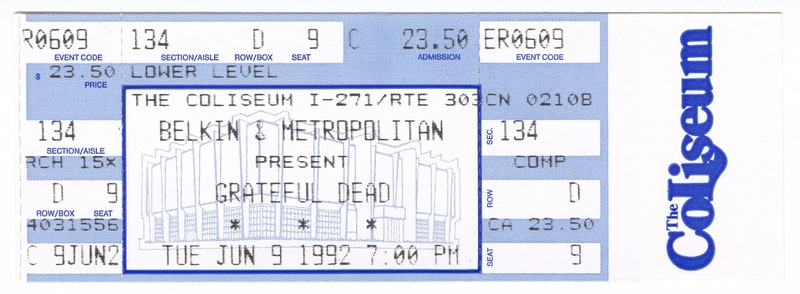 ER0609 134 D 9 C 23.50 ER0609
EVENT CODE SECTION/AISLE ROW/BOX SEAT ADMISSION EVENT CODE
$ 23.50 LOWER LEVEL
PRICE
THE COLISEUM I-271/RTE 303CN 02108
134 BELKIN & METROPOLITAN SEC. 134
SECTION/AISLE
RCH 15X PRESENT COMP
D 9 GRATEFUL DEAD ROW D
ROW/BOX SEAT
4031556 * * * CA 23.50
C 9JUN2 TUE JUN 9 1992 7:00 PM SEAT 9
The Coliseum